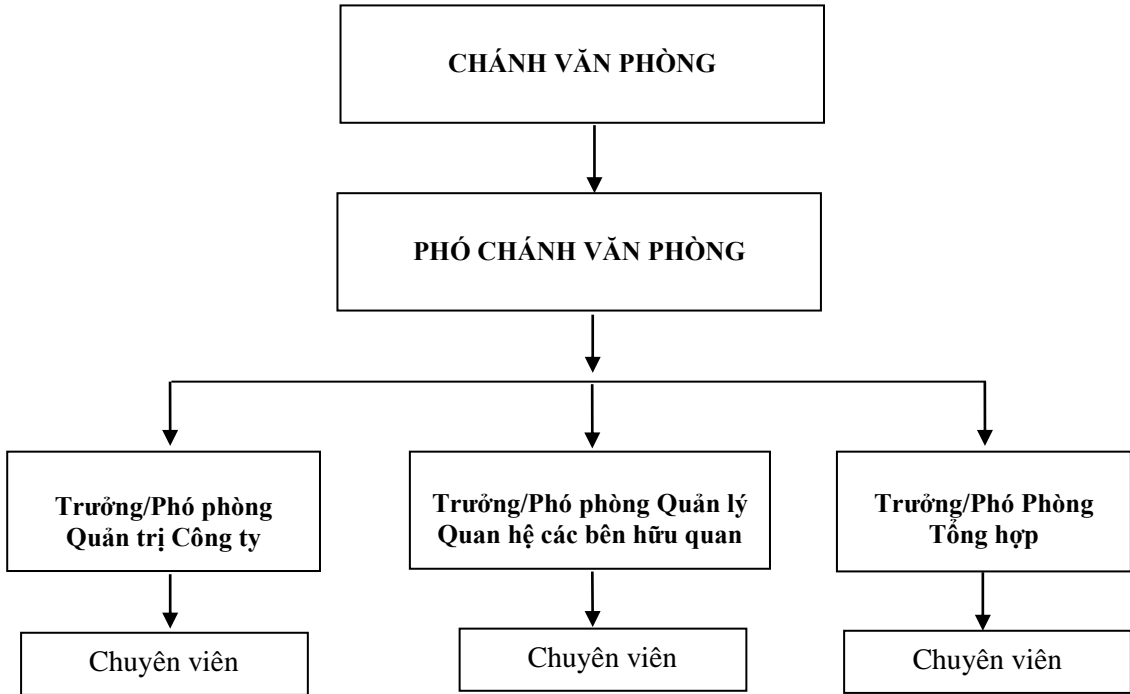 CHÁNH VĂN PHÒNG
PHÓ CHÁNH VĂN PHÒNG
Trưởng/Phó phòng
Quản trị Công ty
Trưởng/Phó phòng Quản lý
Quan hệ các bên hữu quan
Trưởng/Phó Phòng
Tổng hợp
Chuyên viên
Chuyên viên
Chuyên viên